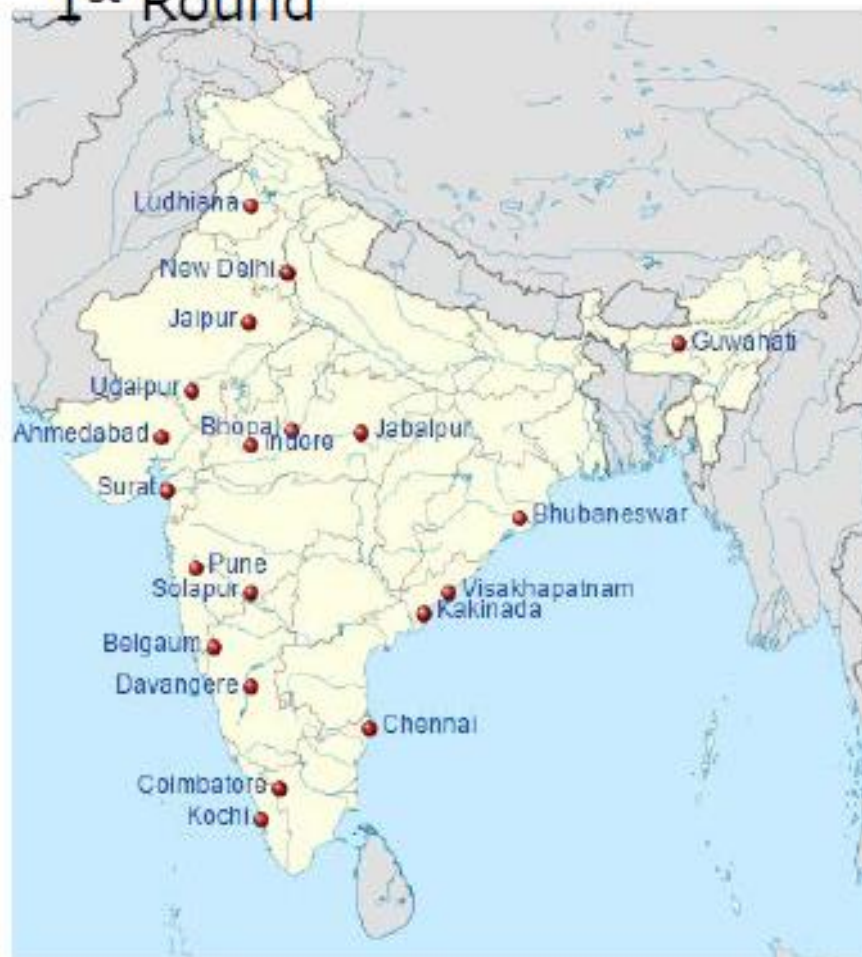 1st Round
Ludhiana
New Delhi
Jaipur
Guwahati
Ugaipur
Ahmedabad
Bhopal
Indore
Jabalpur
Surat
Bhubaneswar
Pune
Solapur
Visakhapatnam
Kakinada
Belgaum
Davangere
Chennai
Coimbatore
Kochi